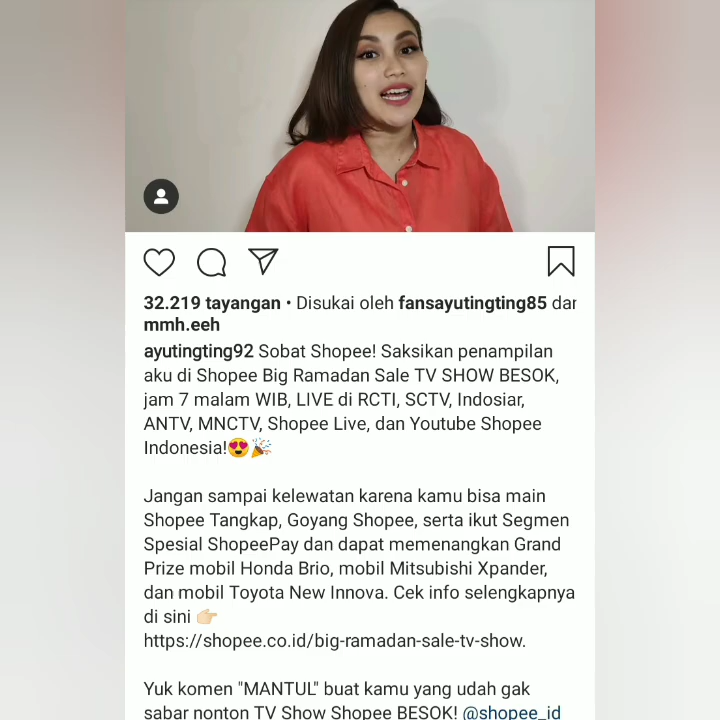 32.219 tayangan • Disukai oleh fansayutingting85 dan
mmh.eeh
ayutingting92 Sobat Shopee! Saksikan penampilan
aku di Shopee Big Ramadan Sale TV SHOW BESOK,
jam 7 malam WIB, LIVE di RCTI, SCTV, Indosiar,
ANTV, MNCTV, Shopee Live, dan Youtube Shopee
Indonesia!😍🎉
Jangan sampai kelewatan karena kamu bisa main
Shopee Tangkap, Goyang Shopee, serta ikut Segmen
Spesial ShopeePay dan dapat memenangkan Grand
Prize mobil Honda Brio, mobil Mitsubishi Xpander,
dan mobil Toyota New Innova. Cek info selengkapnya
di sini 👉🏻
https://shopee.co.id/big-ramadan-sale-tv-show.
Yuk komen "MANTUL" buat kamu yang udah gak
sabar nonton TV Show Shopee BESOK! @shopee_id